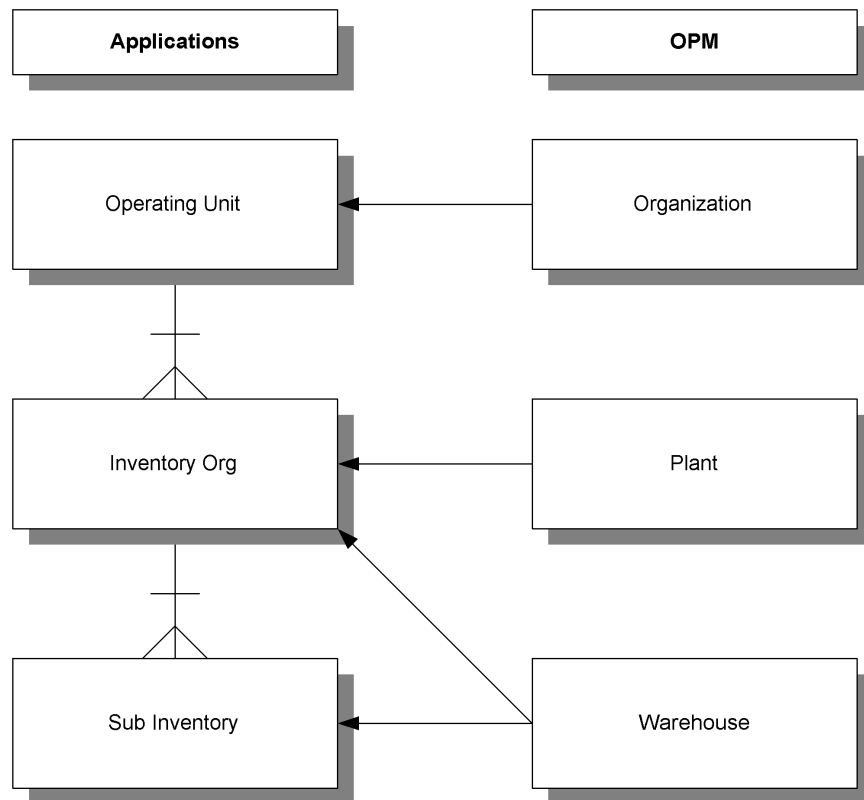 Applications
OPM
Operating Unit
Organization
Inventory Org
Plant
Sub Inventory
Warehouse